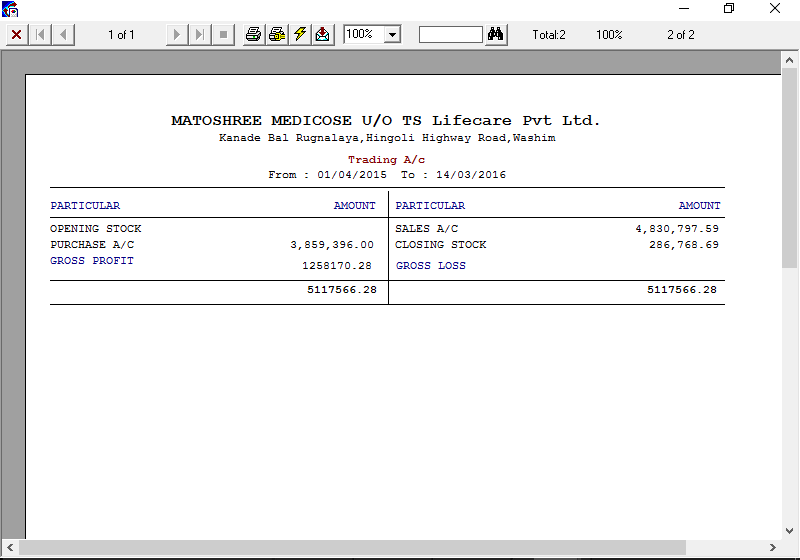 1 of 1 100% Total:2 100% 2 of 2
MATOSHREE MEDICOSE U/O TS Lifecare Pvt Ltd.
Kanade Bal Rugnalaya,Hingoli Highway Road,Washim
Trading A/c
From : 01/04/2015 To : 14/03/2016
PARTICULAR AMOUNT PARTICULAR AMOUNT
OPENING STOCK SALES A/C 4,830,797.59
PURCHASE A/C 3,859,396.00 CLOSING STOCK 286,768.69
GROSS PROFIT 1258170.28 GROSS LOSS
5117566.28 5117566.28